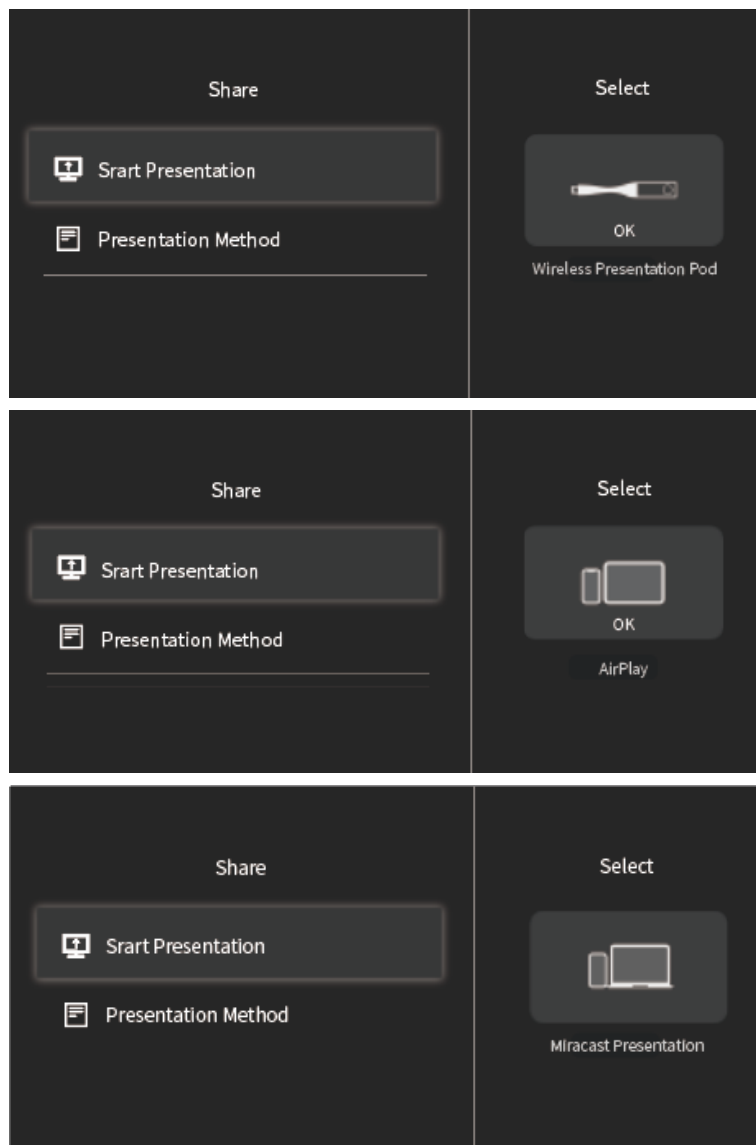 Share
Srart Presentation
Presentation Method
Select
OK
Wireless Presentation Pod
Share
Srart Presentation
Presentation Method
Select
OK
AirPlay
Share
Srart Presentation
Presentation Method
Select
Miracast Presentation